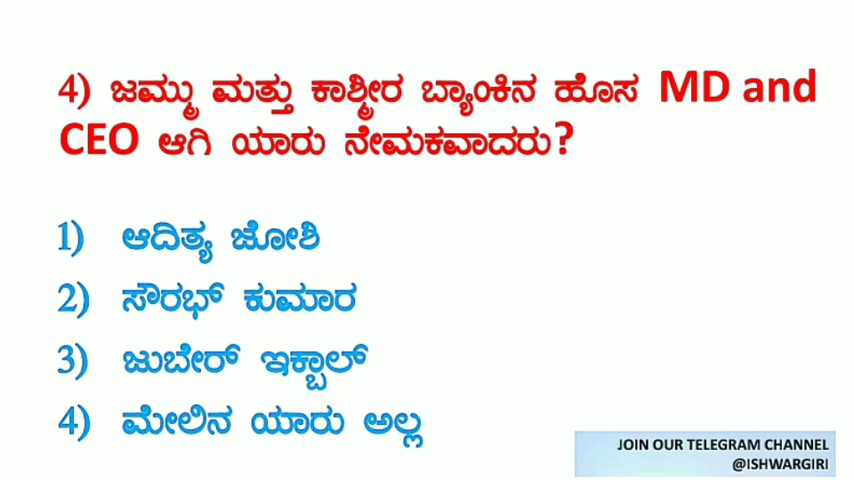 4) ಜಮ್ಮು ಮತ್ತು ಕಾಶ್ಮೀರ ಬ್ಯಾಂಕಿನ ಹೊಸ MD and
CEO ಆಗಿ ಯಾರು ನೇಮಕವಾದರು?
1) ಆದಿತ್ಯ ಜೋಶಿ
2) ಸೌರಭ್ ಕುಮಾರ
3) ಜುಬೇರ್ ಇಕ್ಬಾಲ್
4) ಮೇಲಿನ ಯಾರು ಅಲ್ಲ
JOIN OUR TELEGRAM CHANNEL
@ISHWARGIRI